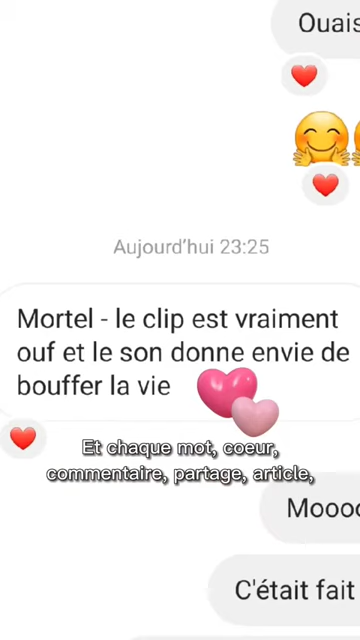 Ouais
Aujourd'hui 23:25
Mortel - le clip est vraiment
ouf et le son donne envie de
bouffer la vie
Et chaque mot, coeur,
commentaire, partage, article,
Mooo
C'était fait